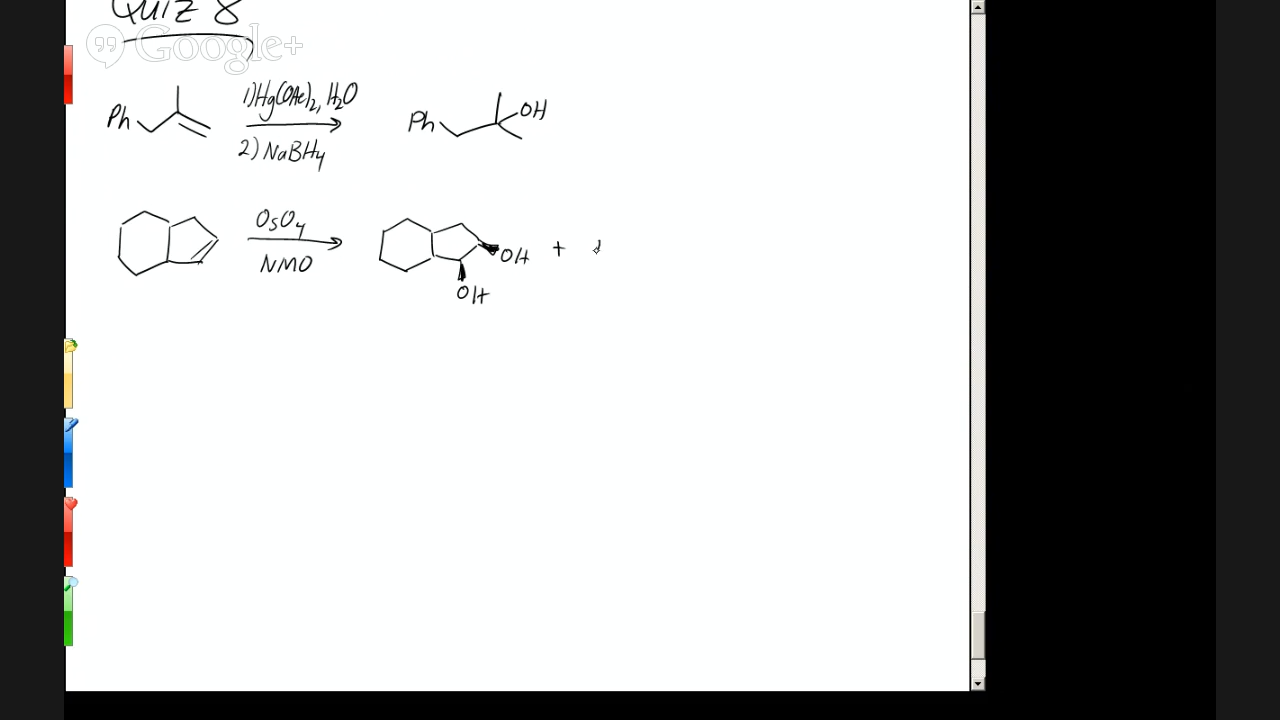 Quiz 8
Google+
Ph
1) Hg(OAc)2, H2O
2) NaBH4
Ph
OH
OsO4
NMO
OH
OH
+